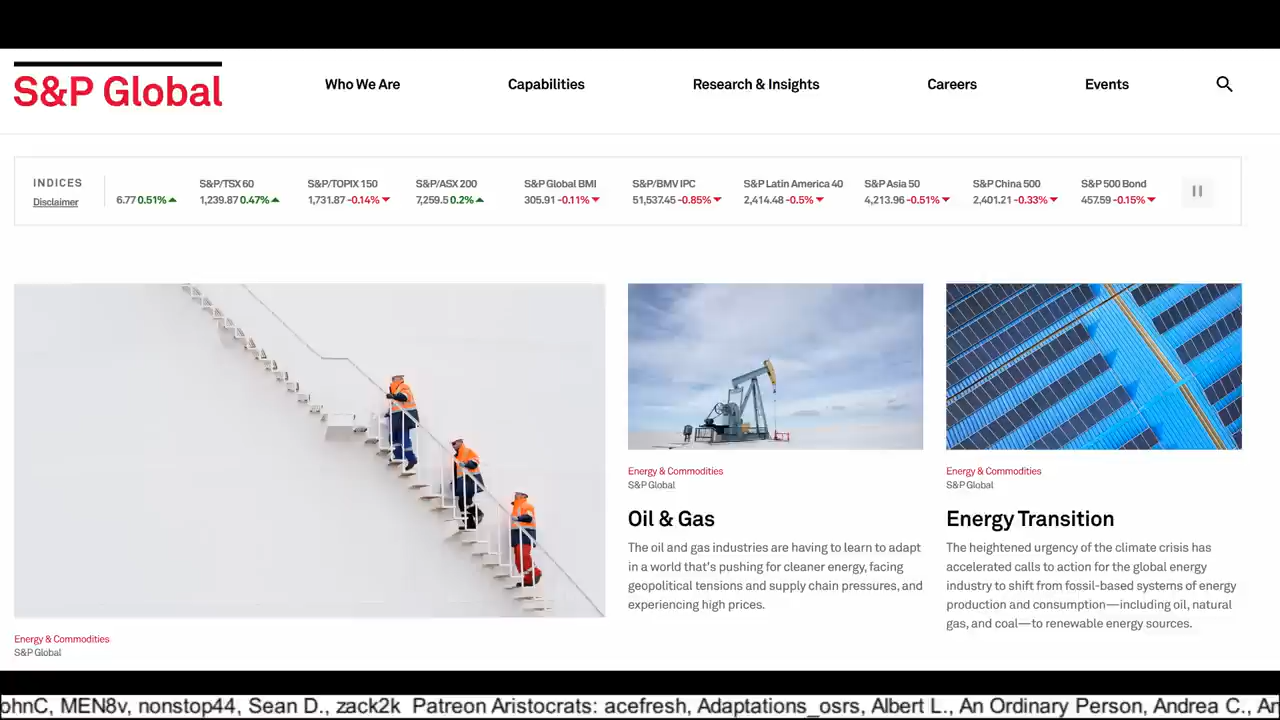 S&P Global
Who We Are
Capabilities
Research & Insights
Careers
Events
INDICES
Disclaimer
6.77 0.51%
S&P/TSX 60
1,239.87 0.47%
S&P/TOPIX 150
1,731.87 -0.14%
S&P/ASX 200
7,259.5 0.2%
S&P Global BMI
305.91 -0.11%
S&P/BMV IPC
51,537.45 -0.85%
S&P Latin America 40
2,414.48 -0.5%
S&P Asia 50
4,213.96 -0.51%
S&P China 500
2,401.21 -0.33%
S&P 500 Bond
457.59 -0.15%
Energy & Commodities
S&P Global
Energy & Commodities
S&P Global
Oil & Gas
The oil and gas industries are having to learn to adapt
in a world that's pushing for cleaner energy, facing
geopolitical tensions and supply chain pressures, and
experiencing high prices.
Energy & Commodities
S&P Global
Energy Transition
The heightened urgency of the climate crisis has
accelerated calls to action for the global energy
industry to shift from fossil-based systems of energy
production and consumption—including oil, natural
gas, and coal—to renewable energy sources.
ohnC, MEN8v, nonstop44, Sean D., zack2k Patreon Aristocrats: acefresh, Adaptations_osrs, Albert L., An Ordinary Person, Andrea C., Ar